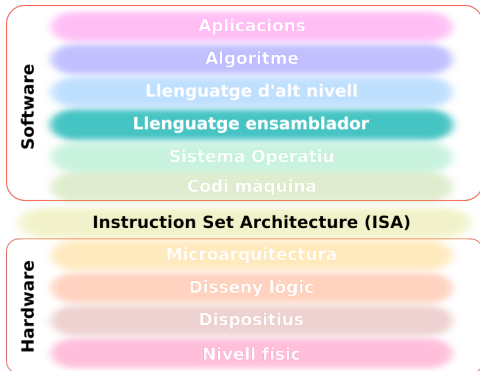 Software
Aplicacions
Algoritme
Llenguatge d'alt nivell
Llenguatge ensamblador
Sistema Operatiu
Codi màquina
Instruction Set Architecture (ISA)
Hardware
Microarquitectura
Disseny lògic
Dispositius
Nivell físic